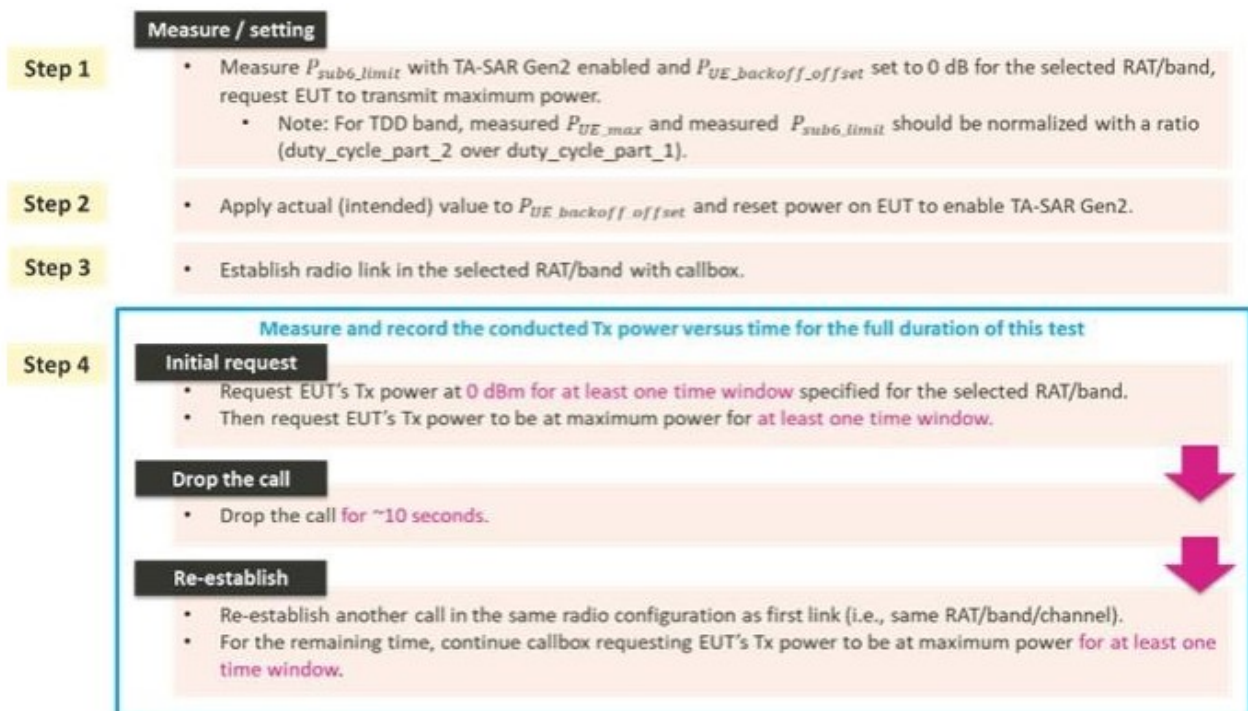 Measure / setting
Step 1
• Measure P_sub6_limit with TA-SAR Gen2 enabled and P_UE_backoff_offset set to 0 dB for the selected RAT/band,
request EUT to transmit maximum power.
• Note: For TDD band, measured P_UE_max and measured P_sub6_limit should be normalized with a ratio
(duty_cycle_part_2 over duty_cycle_part_1).
Step 2
• Apply actual (intended) value to P_UE_backoff_offset and reset power on EUT to enable TA-SAR Gen2.
Step 3
• Establish radio link in the selected RAT/band with callbox.
Measure and record the conducted Tx power versus time for the full duration of this test
Step 4
Initial request
• Request EUT's Tx power at 0 dBm for at least one time window specified for the selected RAT/band.
• Then request EUT's Tx power to be at maximum power for at least one time window.
Drop the call
• Drop the call for ~10 seconds.
Re-establish
• Re-establish another call in the same radio configuration as first link (i.e., same RAT/band/channel).
• For the remaining time, continue callbox requesting EUT's Tx power to be at maximum power for at least one
time window.